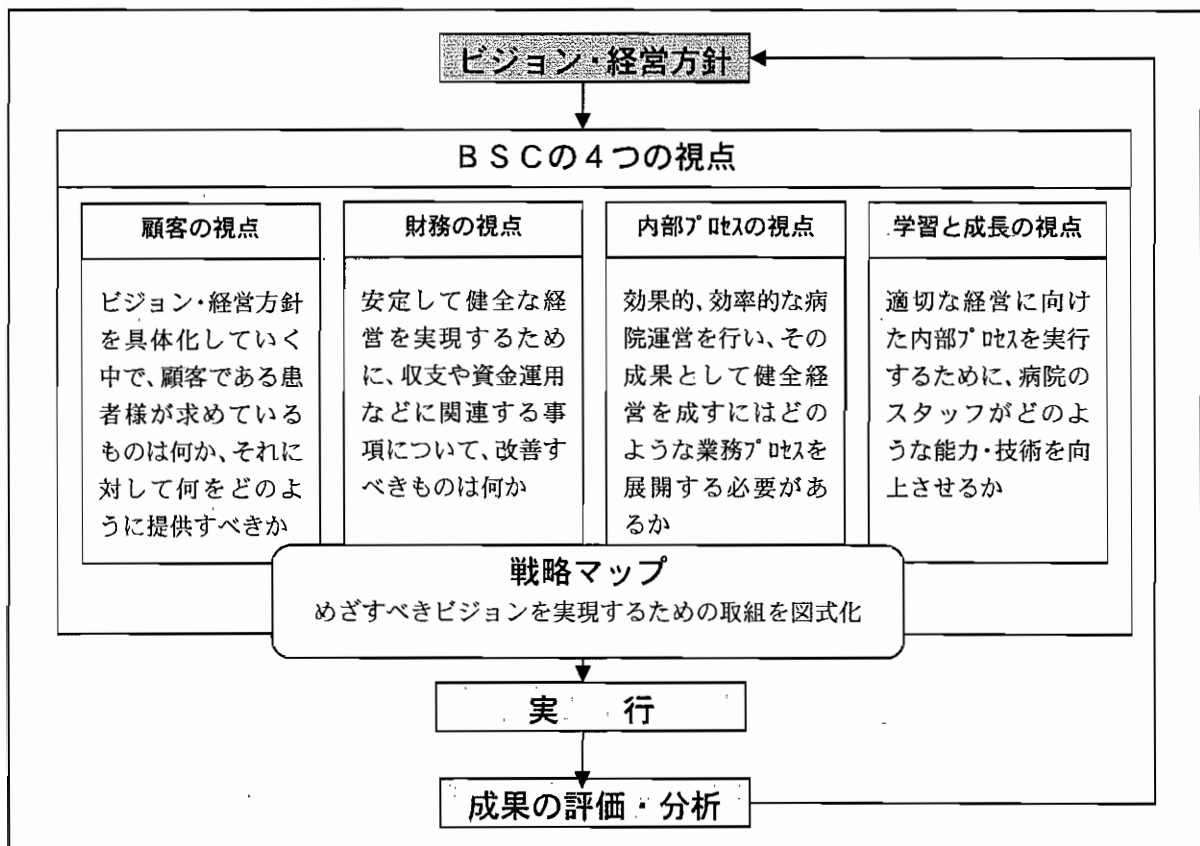 ビジョン・経営方針
ＢＳＣの４つの視点
顧客の視点
ビジョン・経営方針
を具体化していく
中で、顧客である患
者様が求めている
ものは何か、それに
対して何をどのよ
うに提供すべきか
財務の視点
安定して健全な経
営を実現するため
に、収支や資金運用
などに関連する事
項について、改善す
べきものは何か
内部ﾌﾟﾛｾｽの視点
効果的、効率的な病
院運営を行い、その
成果として健全経
営を成すにはどの
ような業務ﾌﾟﾛｾｽを
展開する必要があ
るか
学習と成長の視点
適切な経営に向け
た内部ﾌﾟﾛｾｽを実行
するために、病院の
スタッフがどのよ
うな能力・技術を向
上させるか
戦略マップ
めざすべきビジョンを実現するための取組を図式化
実　行
成果の評価・分析